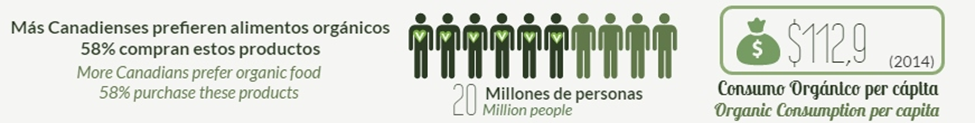 Más Canadienses prefieren alimentos orgánicos
58% compran estos productos
More Canadians prefer organic food
58% purchase these products
20 Millones de personas
Million people
$
$112,9
(2014)
Consumo Orgánico per cápita
Organic Consumption per capita